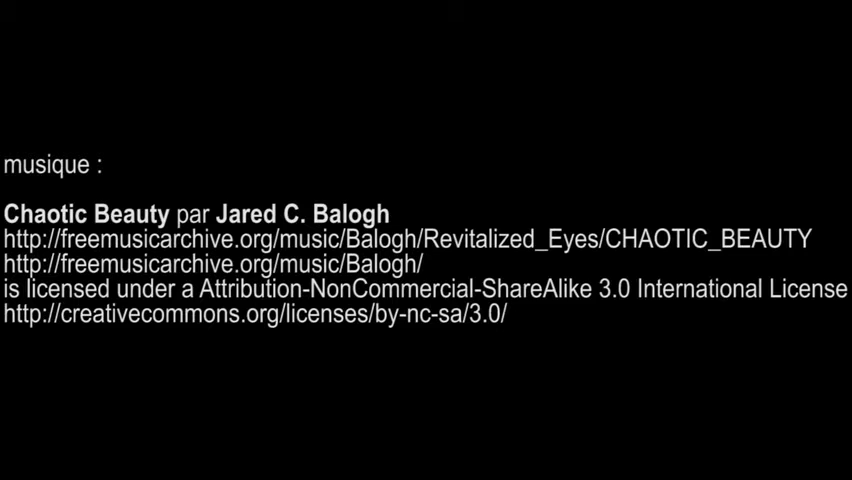 musique :
Chaotic Beauty par Jared C. Balogh
http://freemusicarchive.org/music/Balogh/Revitalized_Eyes/CHAOTIC_BEAUTY
http://freemusicarchive.org/music/Balogh/
is licensed under a Attribution-NonCommercial-ShareAlike 3.0 International License
http://creativecommons.org/licenses/by-nc-sa/3.0/